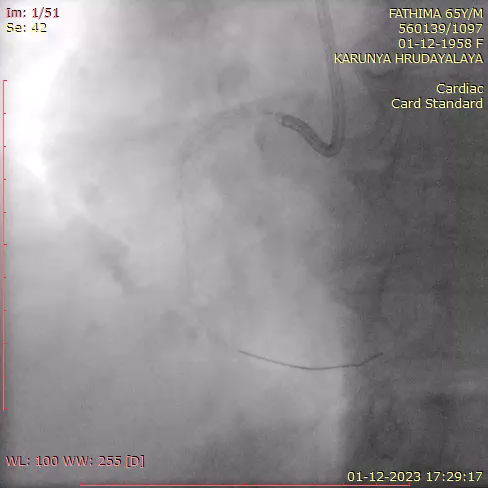 Im: 1/51
Se: 42
FATHIMA 65Y/M
560139/1097
01-12-1958 F
KARUNYA HRUDAYALAYA
Cardiac
Card Standard
WL: 100 WW: 255 [D]
01-12-2023 17:29:17